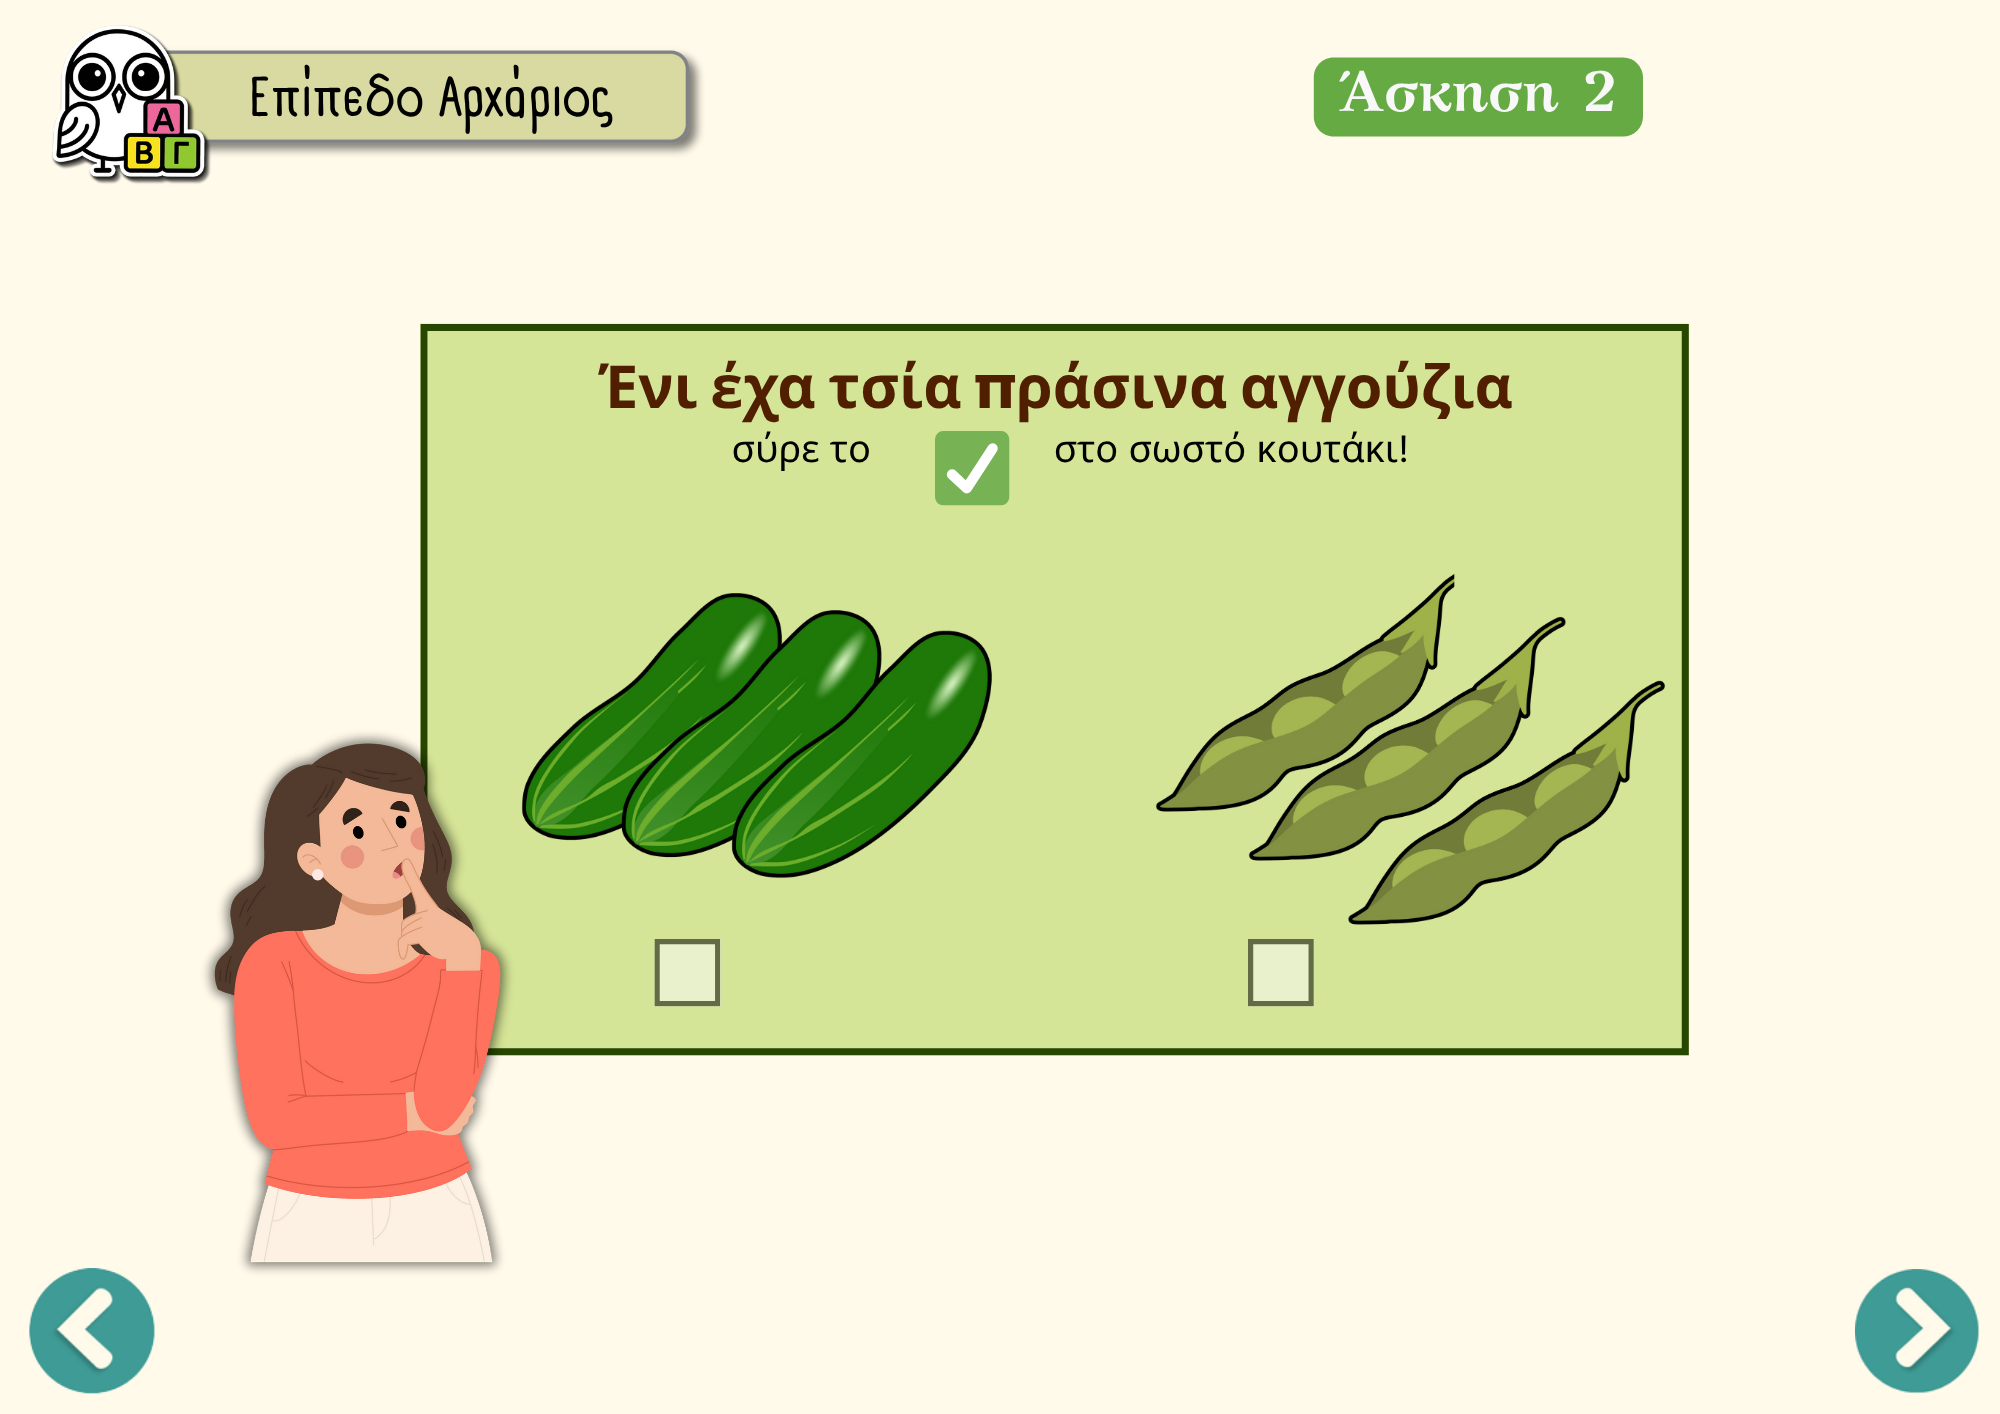 Επίπεδο Αρχάριος
Α
Β Γ
Άσκηση 2
Ένι έχα τσία πράσινα αγγούζια
σύρε το ✅ στο σωστό κουτάκι!